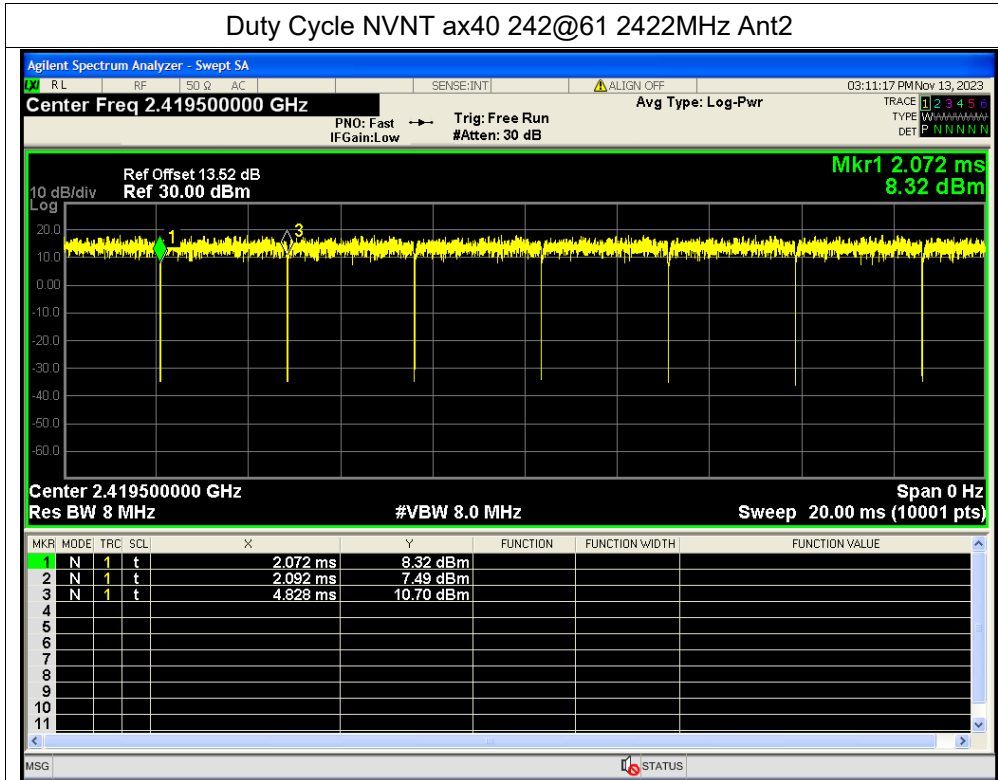 Duty Cycle NVNT ax40 242@61 2422MHz Ant2
Agilent Spectrum Analyzer - Swept SA
LXI RL RF 50 Ω AC SENSE:INT ALIGN OFF 03:11:17 PM Nov 13, 2023
Center Freq 2.419500000 GHz Avg Type: Log-Pwr TRACE 1 2 3 4 5 6
PNO: Fast Trig: Free Run TYPE W
IFGain:Low #Atten: 30 dB DET P N N N N N
Mkr1 2.072 ms
8.32 dBm
Ref Offset 13.52 dB
10 dB/div Ref 30.00 dBm
Log
20.0
10.0
0.00
-10.0
-20.0
-30.0
-40.0
-50.0
-60.0
1
3
Center 2.419500000 GHz Span 0 Hz
Res BW 8 MHz #VBW 8.0 MHz Sweep 20.00 ms (10001 pts)
MKR MODE TRC SCL X Y FUNCTION FUNCTION WIDTH FUNCTION VALUE
1 N 1 t 2.072 ms 8.32 dBm
2 N 1 t 2.092 ms 7.49 dBm
3 N 1 t 4.828 ms 10.70 dBm
4
5
6
7
8
9
10
11
MSG STATUS